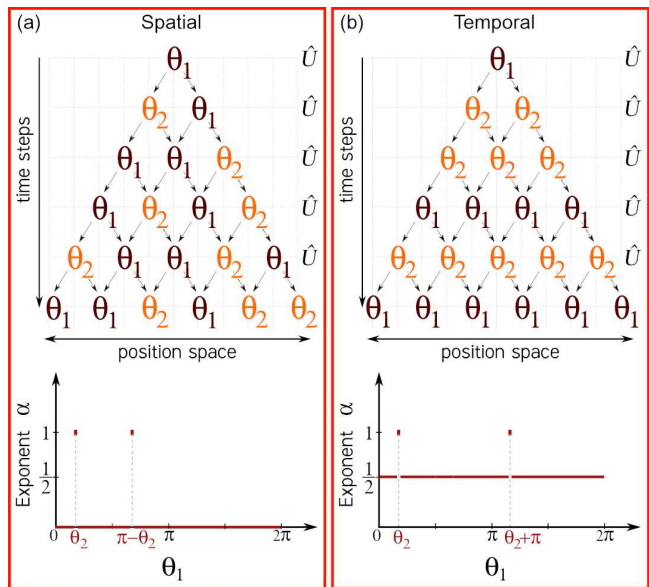 (a) Spatial
time steps
θ₁ Û
θ₂ θ₁ Û
θ₁ θ₁ θ₂ Û
θ₁ θ₂ θ₁ θ₂ Û
θ₂ θ₁ θ₁ θ₂ θ₁ Û
θ₁ θ₁ θ₂ θ₁ θ₂ θ₂
position space
Exponent α
1
1/2
0 θ₂ π−θ₂ π 2π
θ₁
(b) Temporal
time steps
θ₁ Û
θ₂ θ₂ Û
θ₂ θ₂ θ₂ Û
θ₁ θ₁ θ₁ θ₁ Û
θ₂ θ₂ θ₂ θ₂ θ₂ Û
θ₁ θ₁ θ₁ θ₁ θ₁ θ₁
position space
Exponent α
1
1/2
0 θ₂ π θ₂+π 2π
θ₁